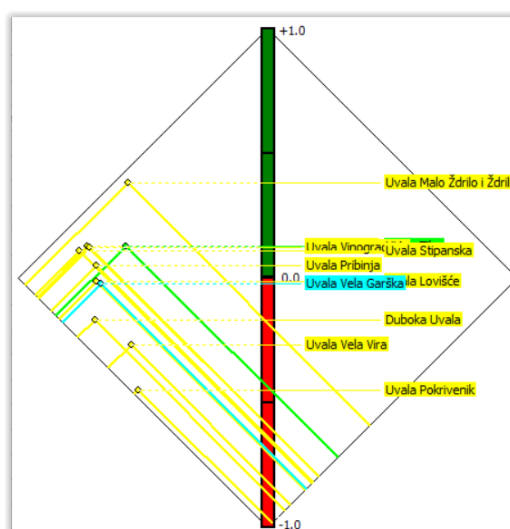 +1.0
Uvala Malo Ždrilo i Ždril
Uvala Vinograd
Uvala Stipanska
Uvala Pribinja
0.0
Lovišće
Uvala Vela Garška
Duboka Uvala
Uvala Vela Vira
Uvala Pokrivenik
-1.0